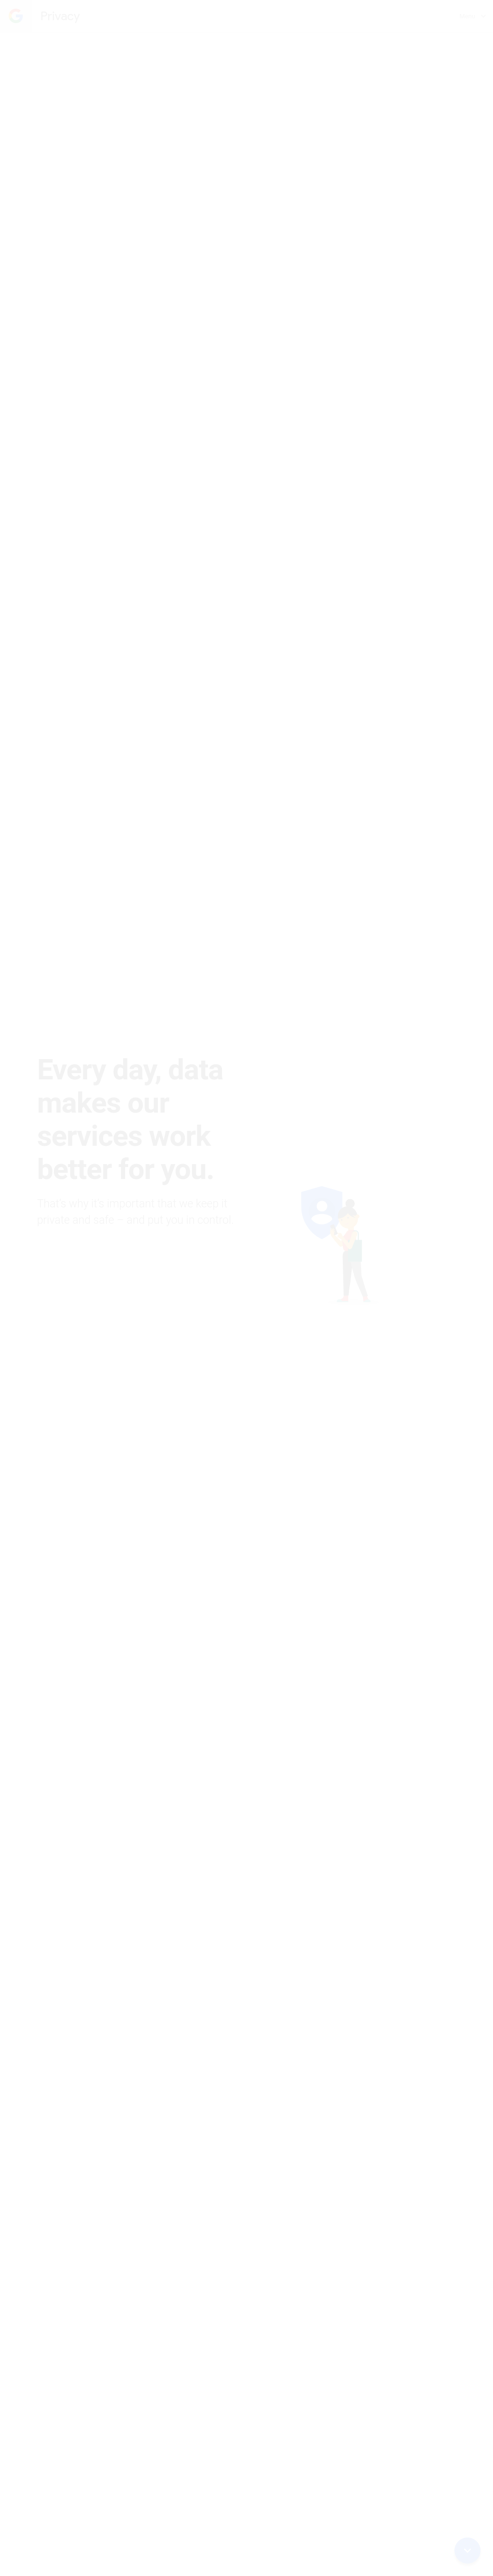 G
Privacy
Every day, data
makes our
services work
better for you.
That's why it's important that we keep it
private and safe – and put you in control.